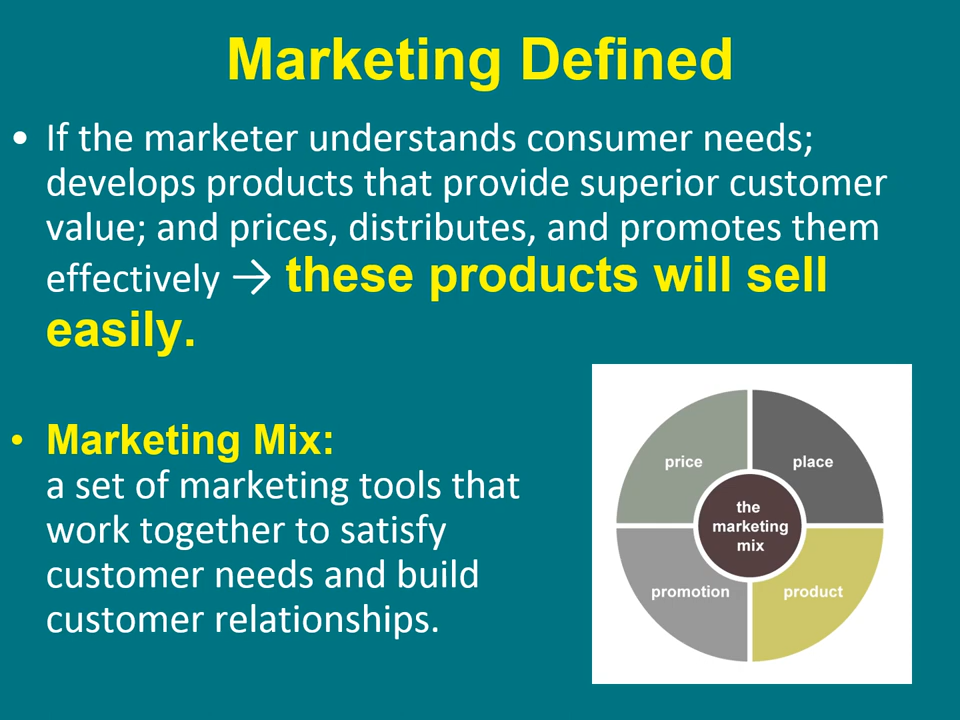 Marketing Defined
• If the marketer understands consumer needs;
develops products that provide superior customer
value; and prices, distributes, and promotes them
effectively → these products will sell
easily.
• Marketing Mix:
a set of marketing tools that
work together to satisfy
customer needs and build
customer relationships.
price
place
the
marketing
mix
promotion
product